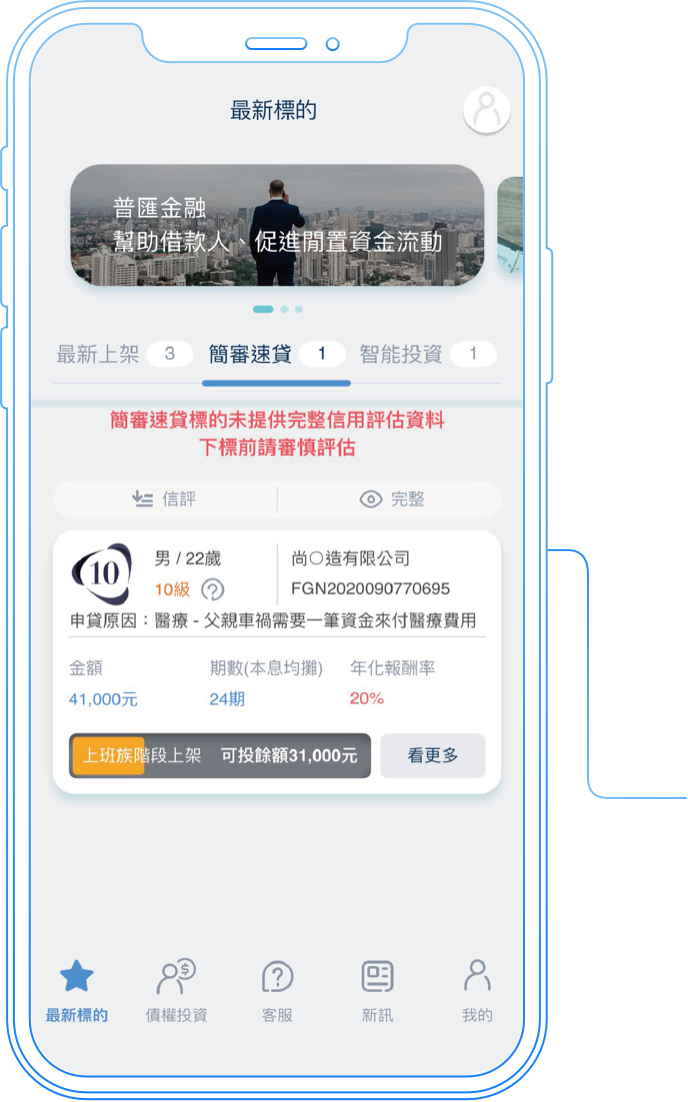 最新標的
普匯金融
幫助借款人、促進閒置資金流動
最新上架 3 簡審速貸 1 智能投資 1
簡審速貸標的未提供完整信用評估資料
下標前請審慎評估
信評 完整
10
男 / 22歲
10級 ?
尚○造有限公司
FGN2020090770695
申貸原因：醫療 - 父親車禍需要一筆資金來付醫療費用
金額 期數(本息均攤) 年化報酬率
41,000元 24期 20%
上班族階段上架 可投餘額31,000元 看更多
最新標的 債權投資 客服 新訊 我的